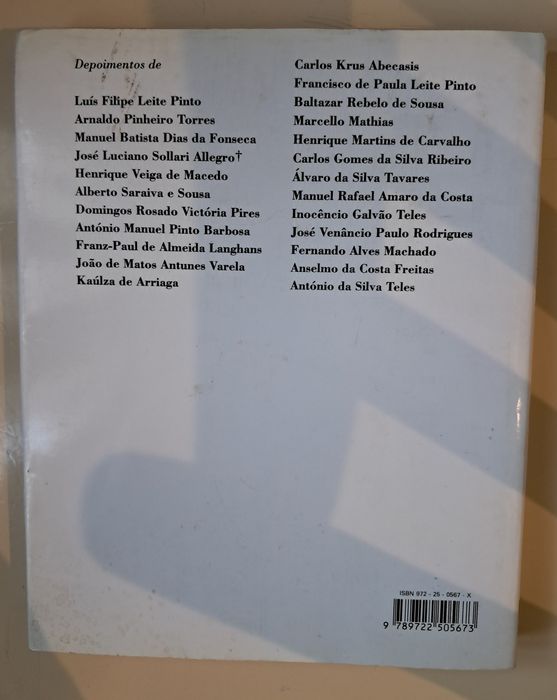 Depoimentos de
Luís Filipe Leite Pinto
Arnaldo Pinheiro Torres
Manuel Batista Dias da Fonseca
José Luciano Sollari Allegro†
Henrique Veiga de Macedo
Alberto Saraiva e Sousa
Domingos Rosado Victória Pires
António Manuel Pinto Barbosa
Franz-Paul de Almeida Langhans
João de Matos Antunes Varela
Kaúlza de Arriaga
Carlos Krus Abecasis
Francisco de Paula Leite Pinto
Baltazar Rebelo de Sousa
Marcello Mathias
Henrique Martins de Carvalho
Carlos Gomes da Silva Ribeiro
Álvaro da Silva Tavares
Manuel Rafael Amaro da Costa
Inocêncio Galvão Teles
José Venâncio Paulo Rodrigues
Fernando Alves Machado
Anselmo da Costa Freitas
António da Silva Teles
ISBN 972 - 25 - 0567 - X
9 789722 505673